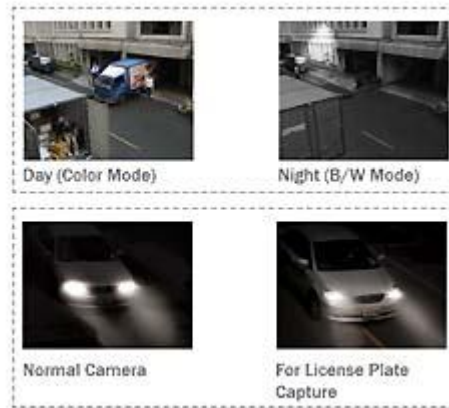 Day (Color Mode)
Night (B/W Mode)
Normal Camera
For License Plate
Capture